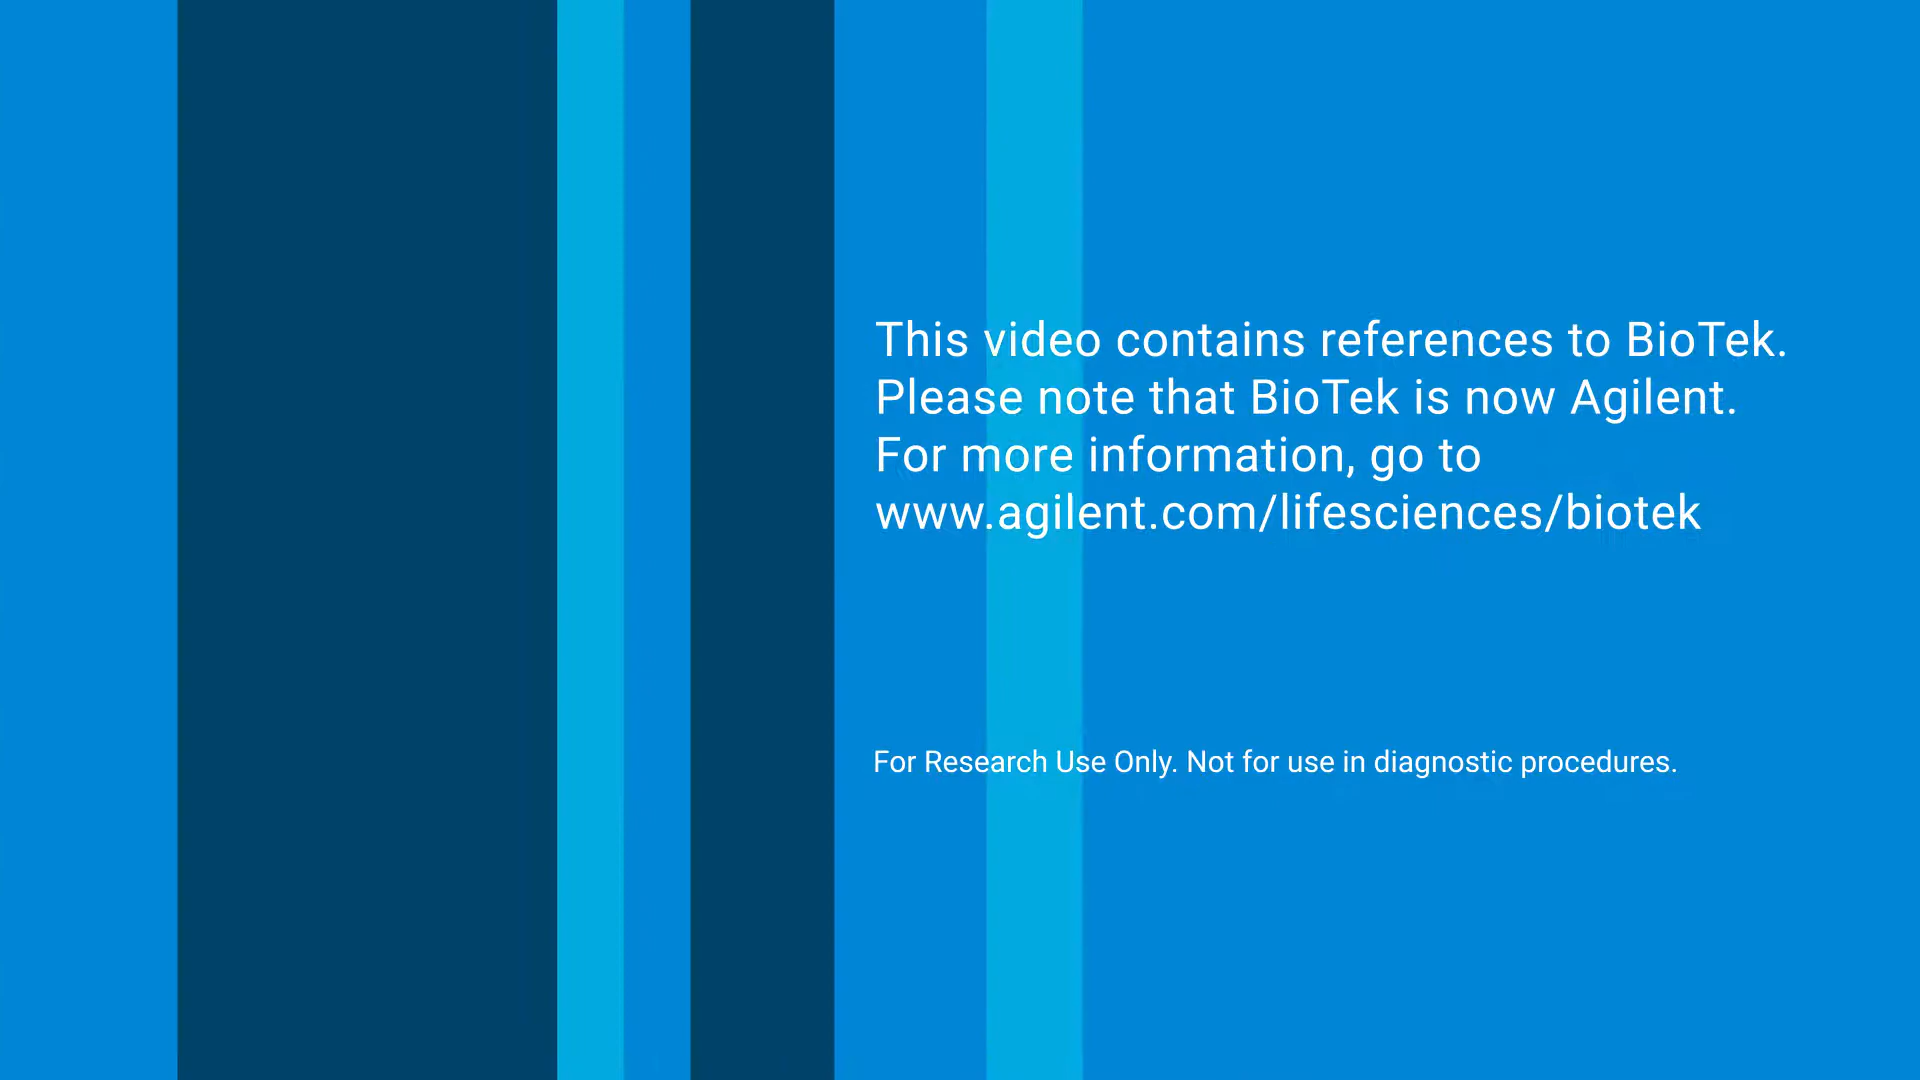 This video contains references to BioTek.
Please note that BioTek is now Agilent.
For more information, go to
www.agilent.com/lifesciences/biotek
For Research Use Only. Not for use in diagnostic procedures.